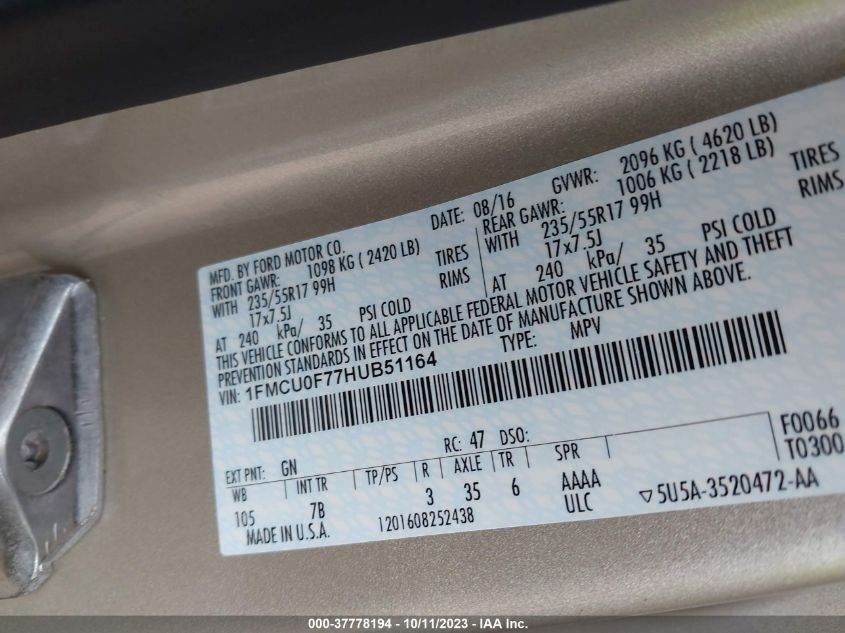 MFD. BY FORD MOTOR CO.
DATE: 08/16 GVWR: 2096 KG ( 4620 LB)
FRONT GAWR: 1098 KG ( 2420 LB) REAR GAWR: 1006 KG ( 2218 LB)
WITH 235/55R17 99H TIRES WITH 235/55R17 99H TIRES
17x7.5J RIMS 17x7.5J RIMS
AT 240 kPa/ 35 PSI COLD AT 240 kPa/ 35 PSI COLD
THIS VEHICLE CONFORMS TO ALL APPLICABLE FEDERAL MOTOR VEHICLE SAFETY AND THEFT
PREVENTION STANDARDS IN EFFECT ON THE DATE OF MANUFACTURE SHOWN ABOVE.
VIN: 1FMCU0F77HUB51164 TYPE: MPV
F0066
T0300
EXT PNT: GN RC: 47 DSO:
WB INT TR TP/PS R AXLE TR SPR
105 7B 3 35 6 AAAA
ULC
MADE IN U.S.A. 1201608252438 ▽5U5A-3520472-AA
000-37778194 - 10/11/2023 - IAA Inc.